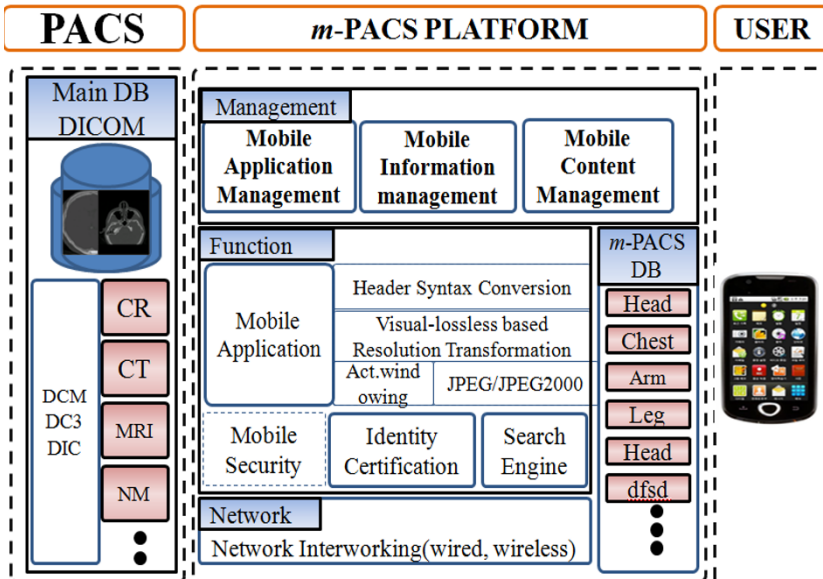 PACS
m-PACS PLATFORM
USER
Main DB
DICOM
DCM
DC3
DIC
CR
CT
MRI
NM
Management
Mobile
Application
Management
Mobile
Information
management
Mobile
Content
Management
Function
Mobile
Application
Header Syntax Conversion
Visual-lossless based
Resolution Transformation
Act.wind
owing
JPEG/JPEG2000
Mobile
Security
Identity
Certification
Search
Engine
m-PACS
DB
Head
Chest
Arm
Leg
Head
dfsd
Network
Network Interworking(wired, wireless)